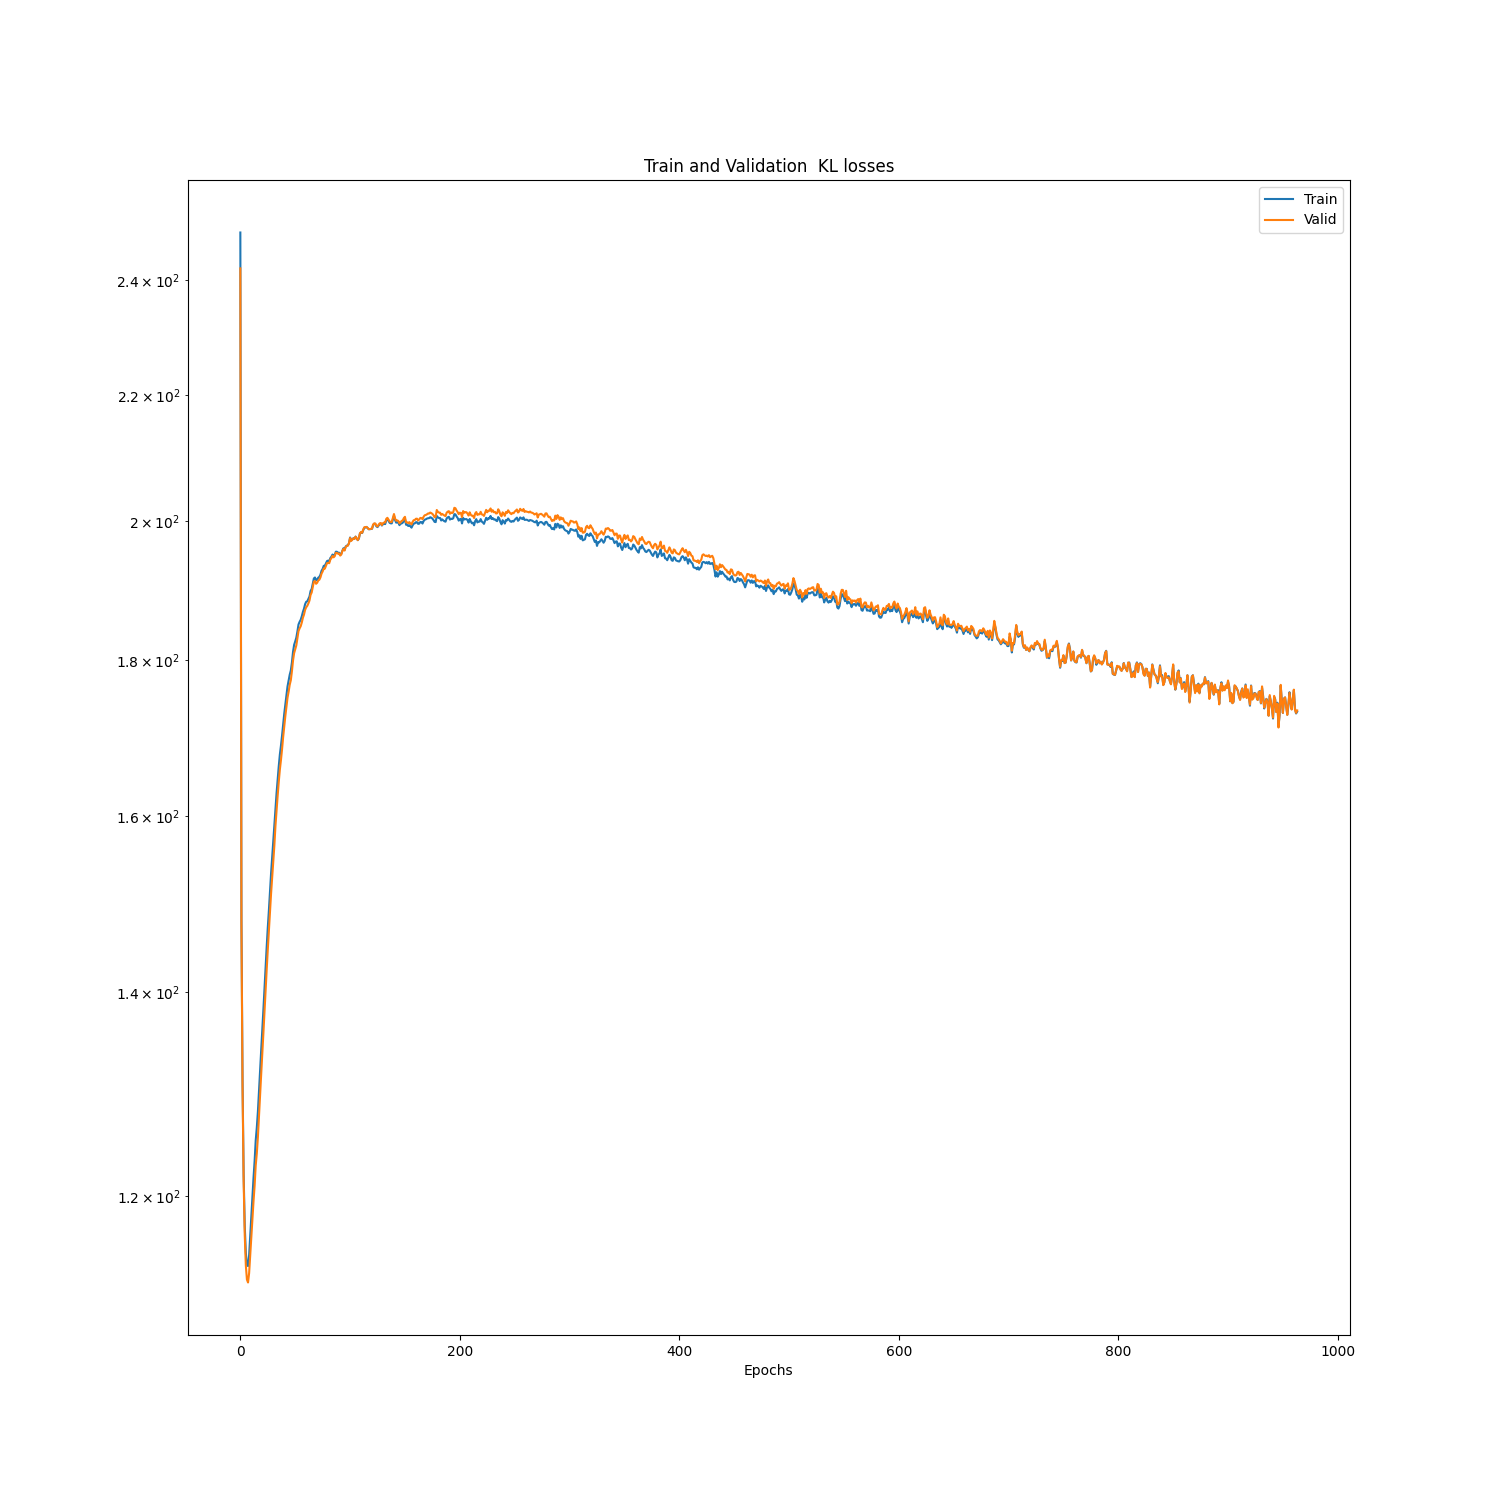 Train and Validation  KL losses
Train
Valid
2.4 × 10²
2.2 × 10²
2 × 10²
1.8 × 10²
1.6 × 10²
1.4 × 10²
1.2 × 10²
0 200 400 600 800 1000
Epochs